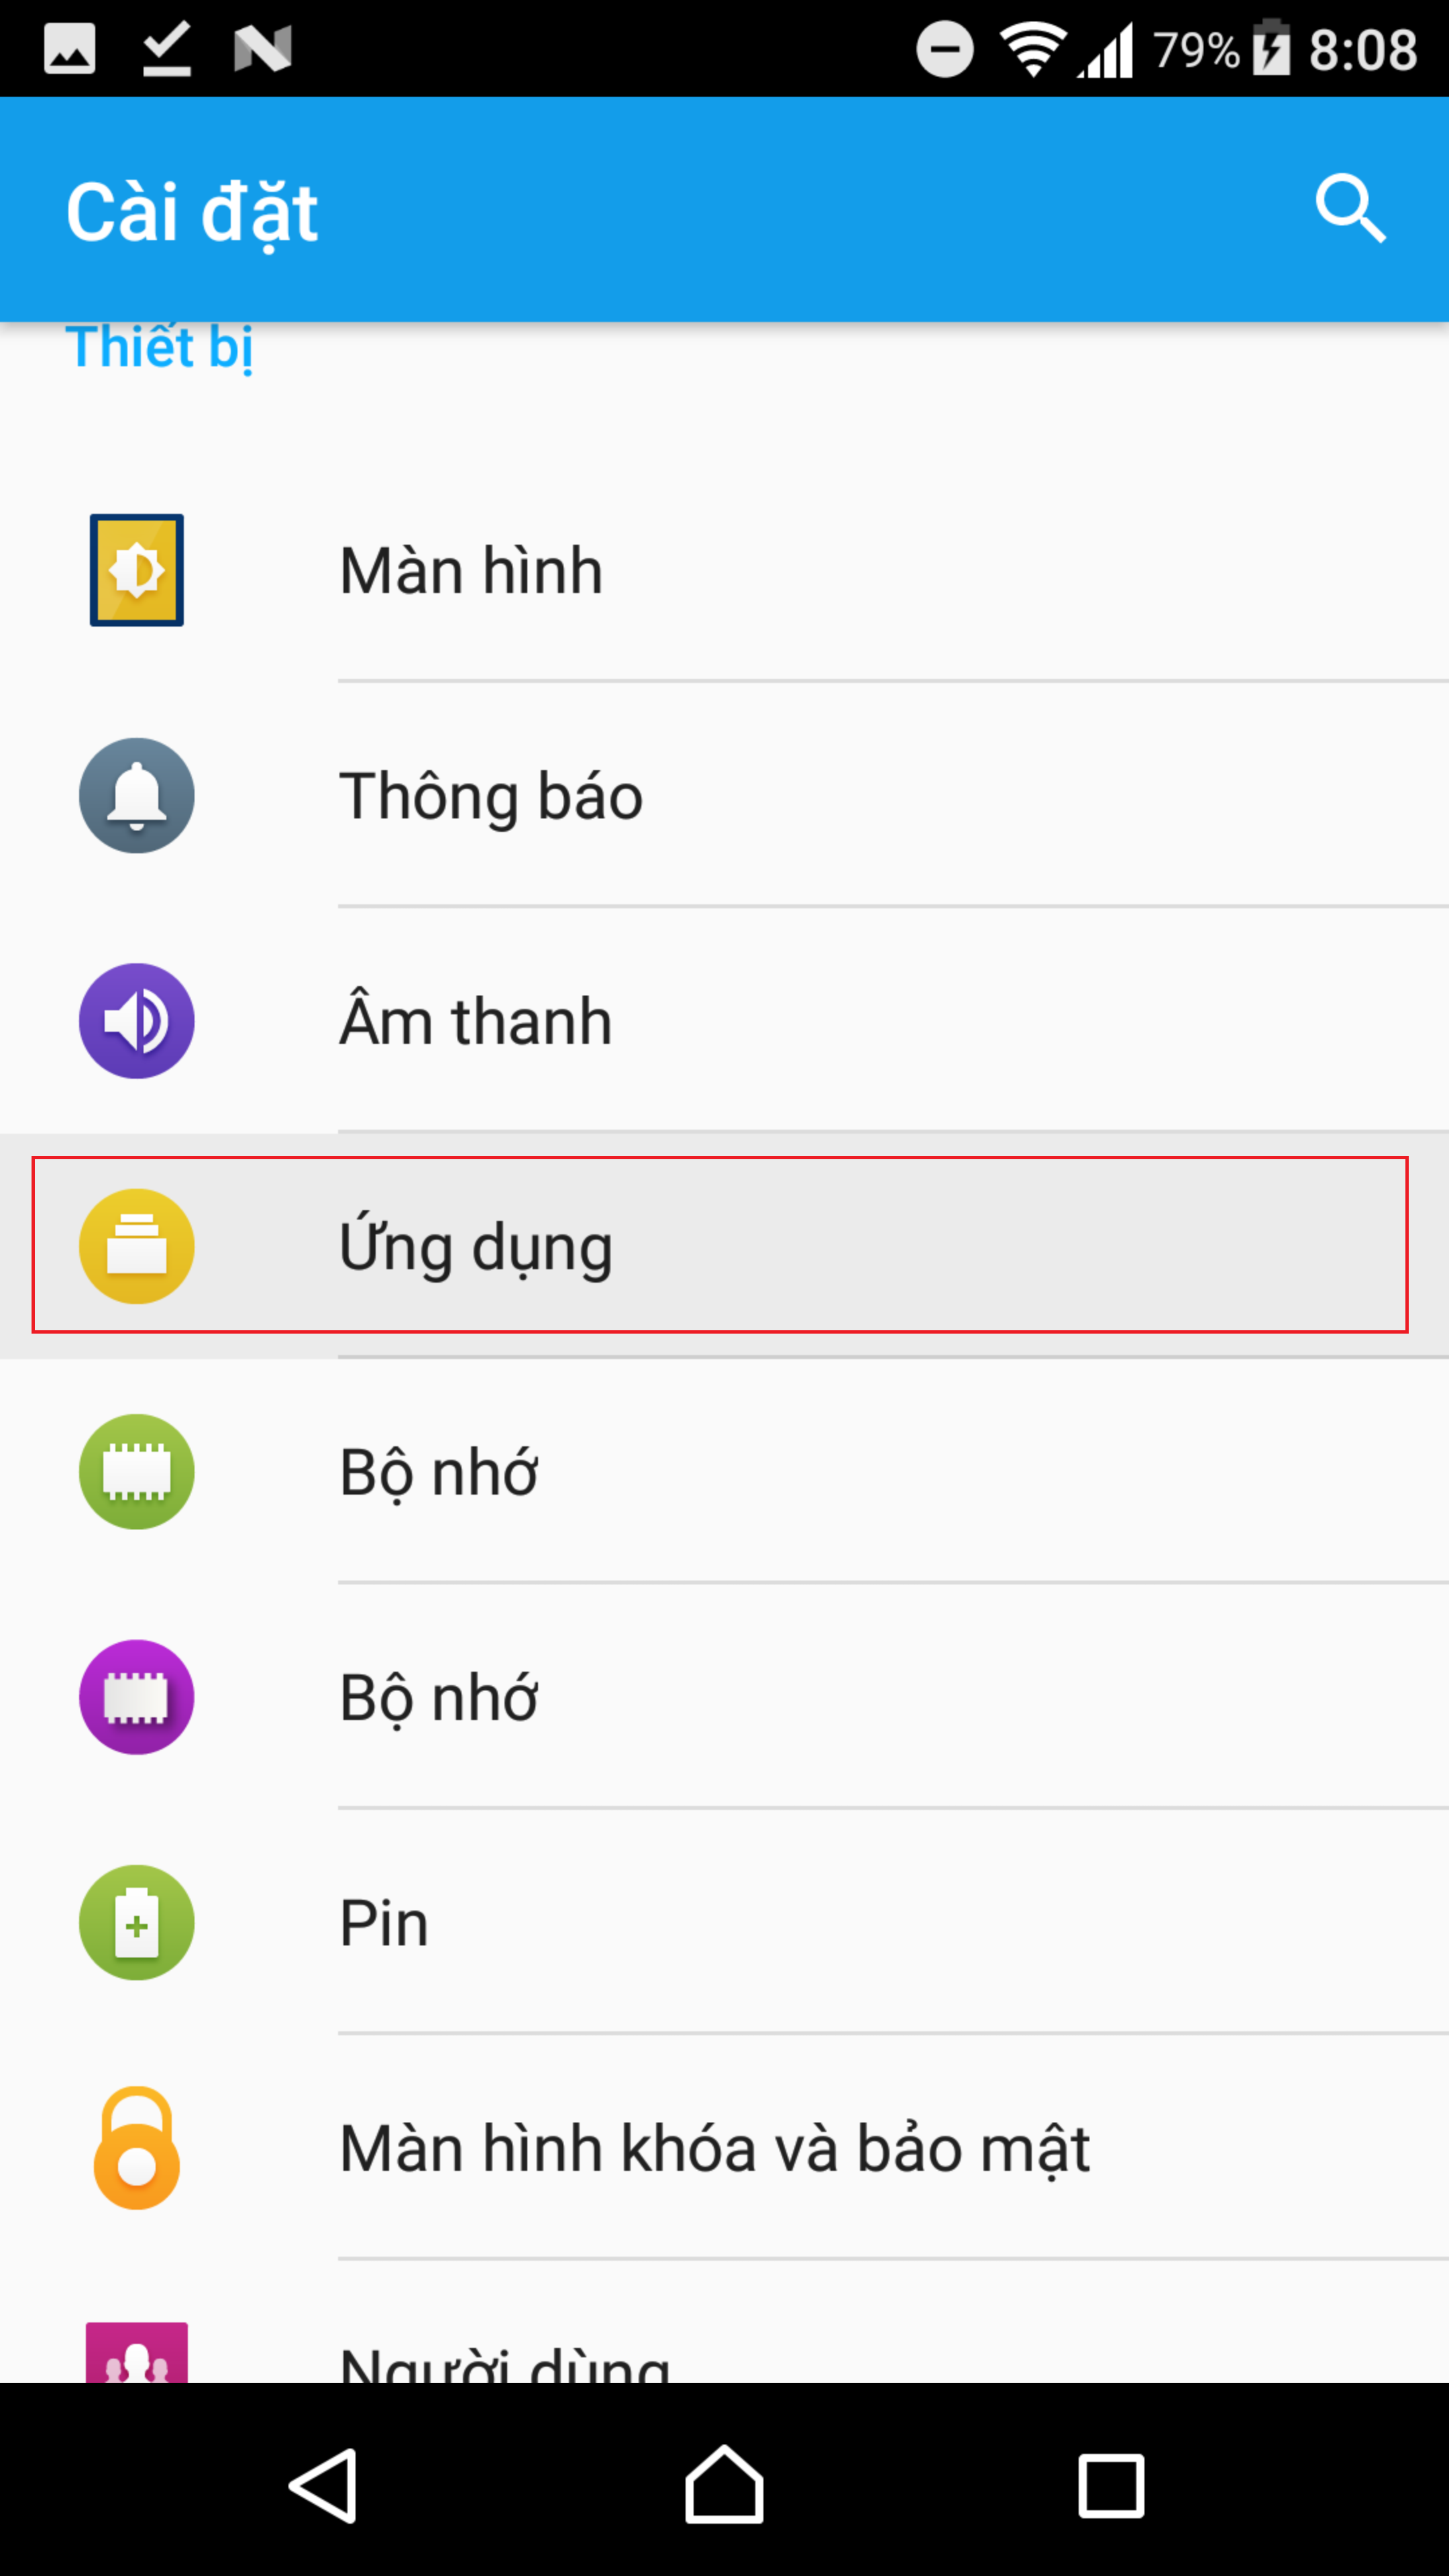 79% 8:08
Cài đặt
Thiết bị
Màn hình
Thông báo
Âm thanh
Ứng dụng
Bộ nhớ
Bộ nhớ
Pin
Màn hình khóa và bảo mật
Người dùng